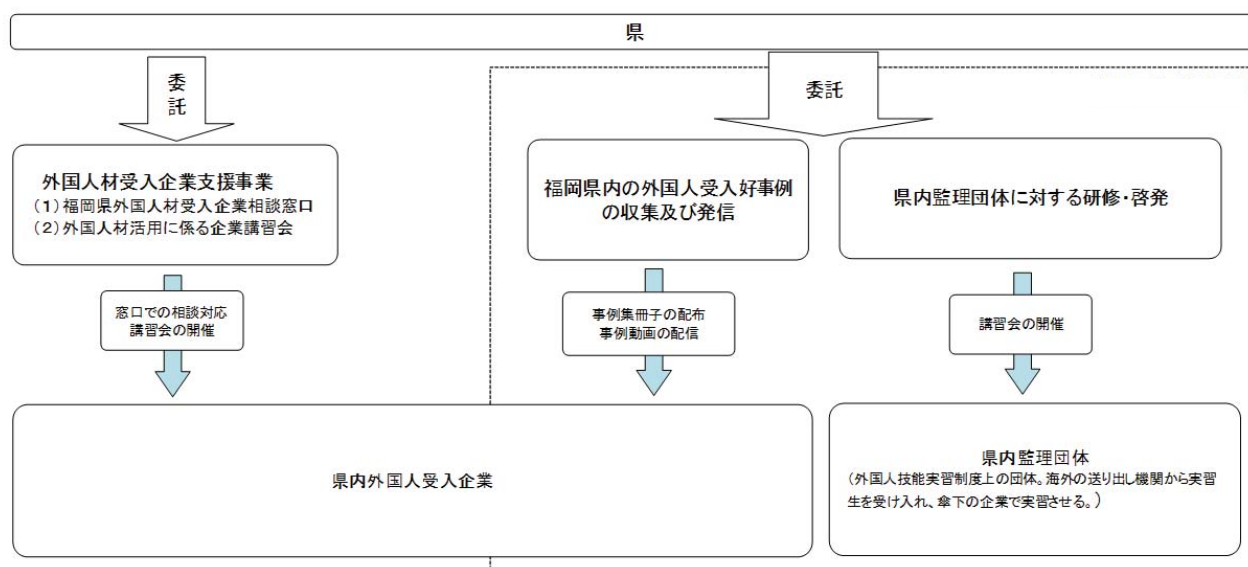 県
委
託
委託
外国人材受入企業支援事業
(1)福岡県外国人材受入企業相談窓口
(2)外国人材活用に係る企業講習会
福岡県内の外国人受入好事例
の収集及び発信
県内監理団体に対する研修・啓発
窓口での相談対応
講習会の開催
事例集冊子の配布
事例動画の配信
講習会の開催
県内外国人受入企業
県内監理団体
(外国人技能実習制度上の団体。海外の送り出し機関から実習
生を受け入れ、傘下の企業で実習させる。)